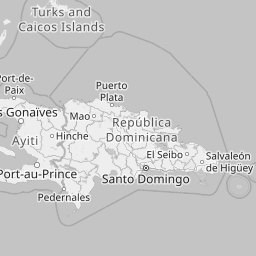 Turks and
Caicos Islands
Port-de-
Paix
Puerto
Plata
s Gonaïves
Mao
República
Dominicana
Hinche
Ayiti
El Seibo
Salvaleón
de Higüey
Port-au-Prince
Santo Domingo
Pedernales